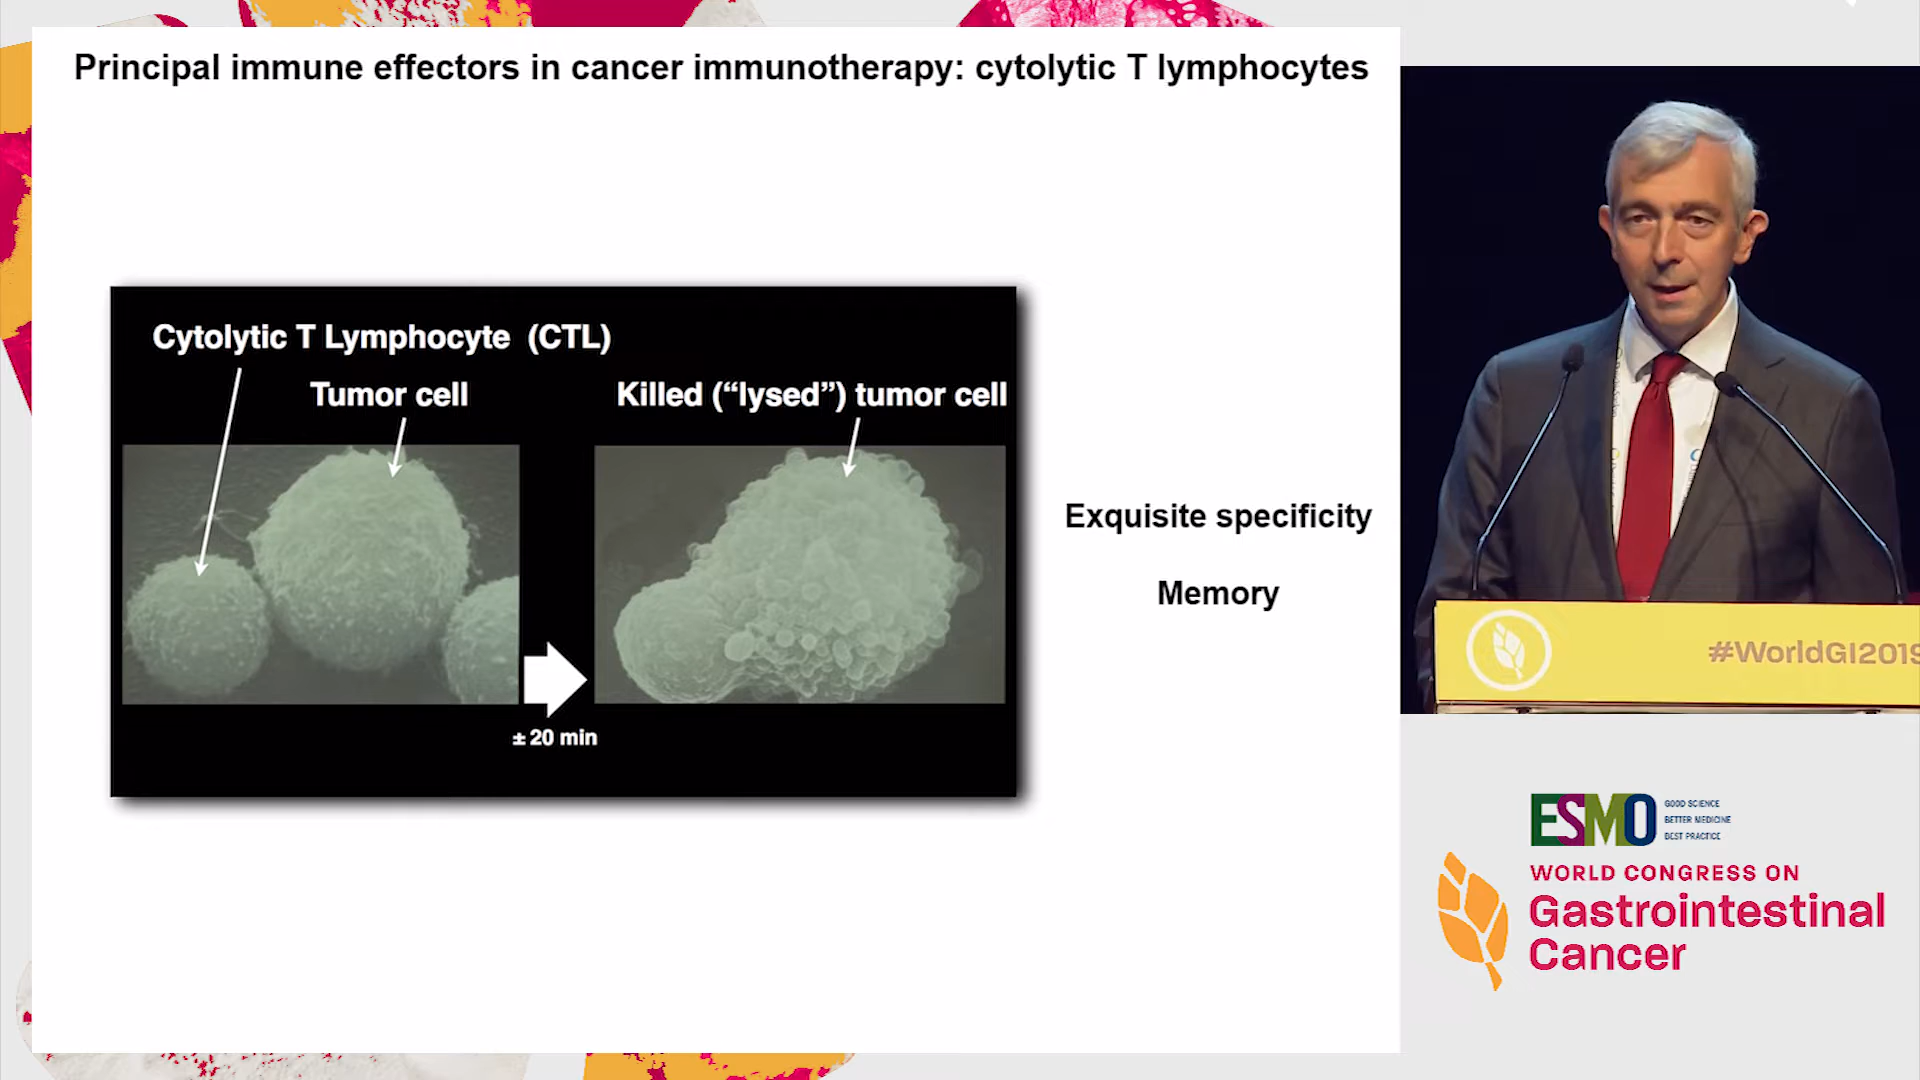 Principal immune effectors in cancer immunotherapy: cytolytic T lymphocytes
Cytolytic T Lymphocyte (CTL)
Tumor cell
Killed (“lysed”) tumor cell
± 20 min
Exquisite specificity
Memory
#WorldGI2019
ESMO
GOOD SCIENCE
BETTER MEDICINE
BEST PRACTICE
WORLD CONGRESS ON
Gastrointestinal
Cancer